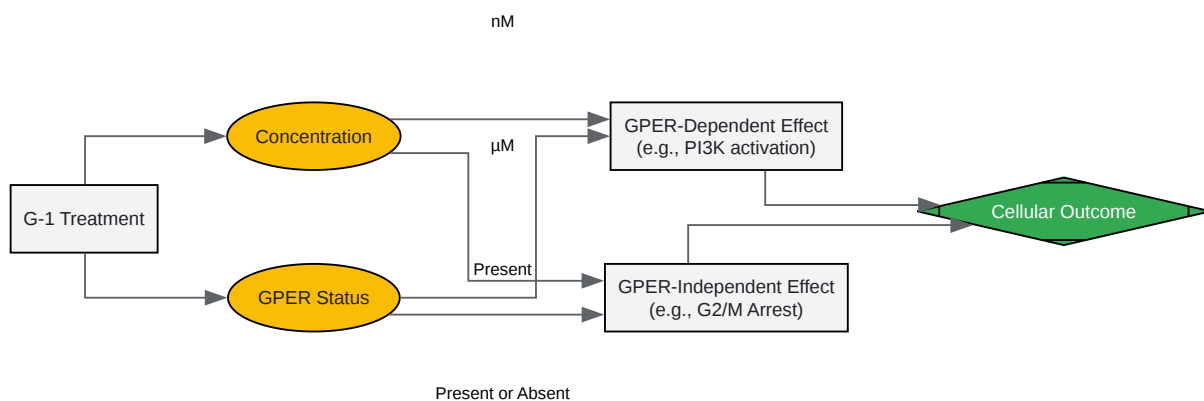 nM
Concentration
GPER-Dependent Effect
(e.g., PI3K activation)
µM
G-1 Treatment
Cellular Outcome
Present
GPER Status
GPER-Independent Effect
(e.g., G2/M Arrest)
Present or Absent